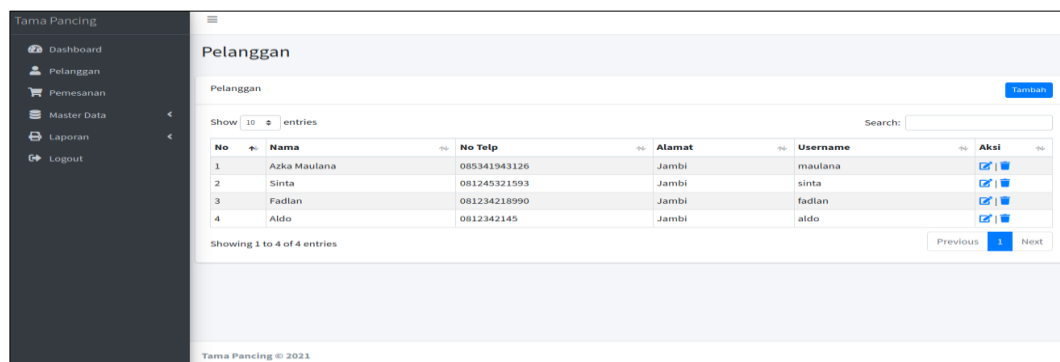 Tama Pancing
Dashboard
Pelanggan
Pemesanan
Master Data
Laporan
Logout
Pelanggan
Pelanggan Tambah
Show 10 entries Search:
No Nama No Telp Alamat Username Aksi
1 Azka Maulana 085341943126 Jambi maulana |
2 Sinta 081245321593 Jambi sinta |
3 Fadlan 081234218990 Jambi fadlan |
4 Aldo 0812342145 Jambi aldo |
Showing 1 to 4 of 4 entries Previous 1 Next
Tama Pancing © 2021